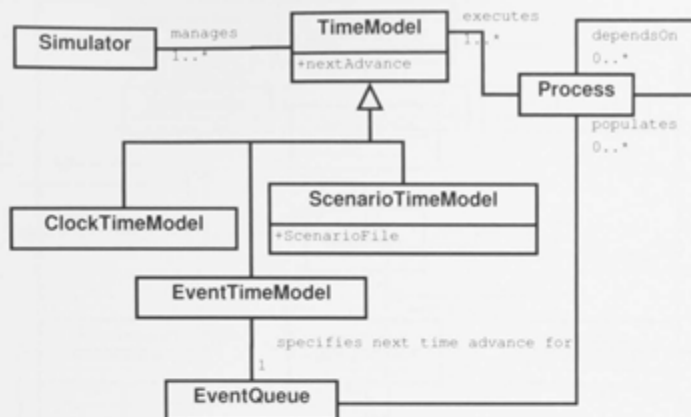 manages
executes
TimeModel
Simulator
1..*
1..*
dependsOn
+nextAdvance
0..*
Process
populates
0..*
ScenarioTimeModel
ClockTimeModel
+ScenarioFile
EventTimeModel
specifies next time advance for
1
EventQueue